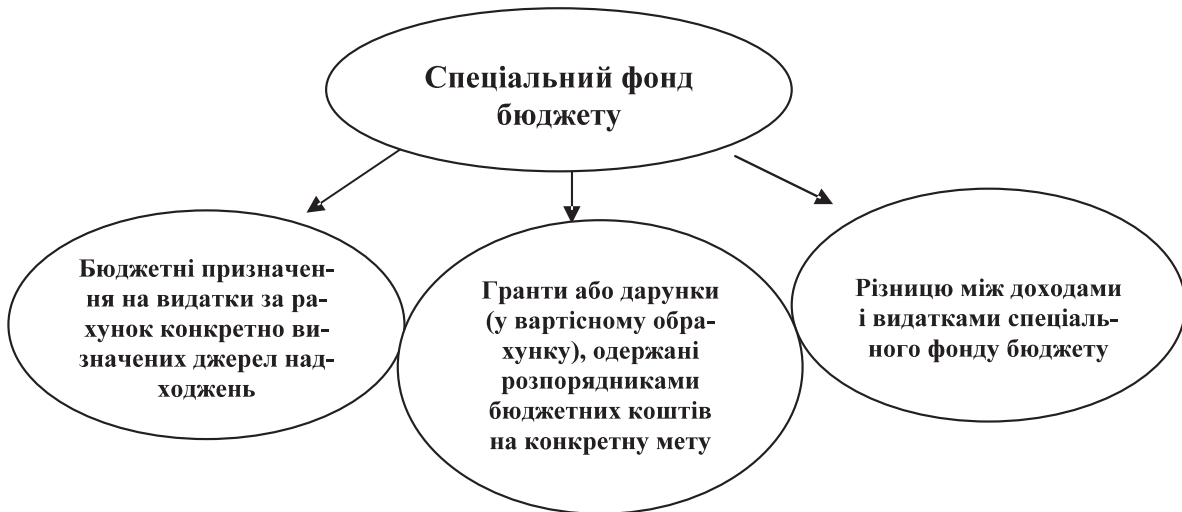 Спеціальний фонд
бюджету
Бюджетні призначен-
ня на видатки за ра-
хунок конкретно ви-
значених джерел над-
ходжень
Гранти або дарунки
(у вартісному обра-
хунку), одержані
розпорядниками
бюджетних коштів
на конкретну мету
Різницю між доходами
і видатками спеціаль-
ного фонду бюджету